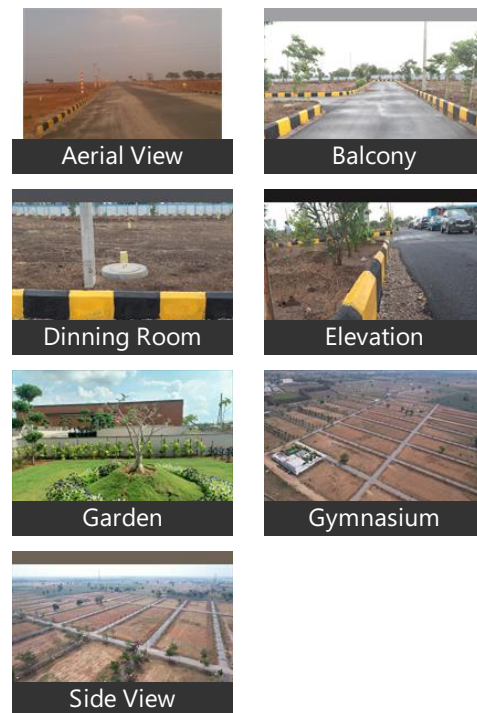 Aerial View
Balcony
Dinning Room
Elevation
Garden
Gymnasium
Side View